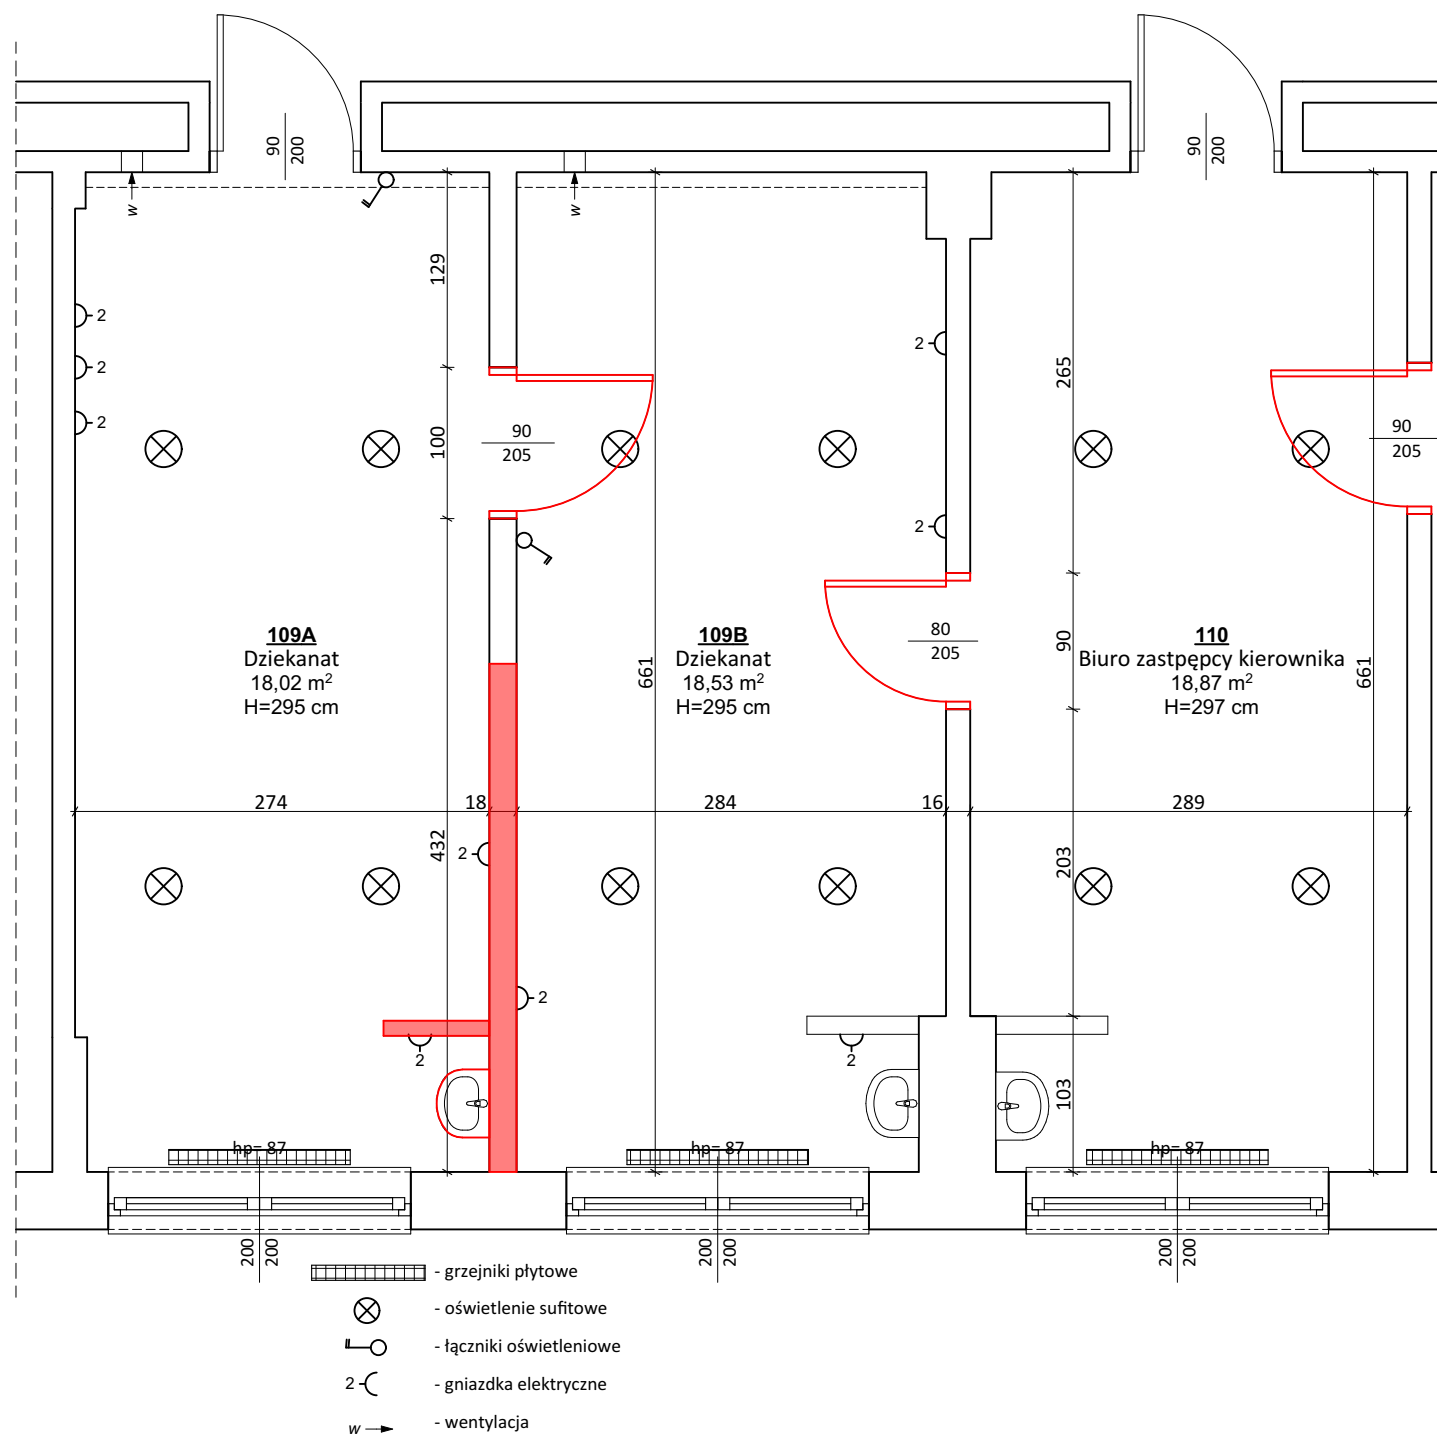 90
200
90
200
w
w
129
2
2
2
2
265
100
90
205
90
205
2
109A
Dziekanat
18,02 m²
H=295 cm
109B
Dziekanat
18,53 m²
H=295 cm
661
80
205
90
110
Biuro zastępcy kierownika
18,87 m²
H=297 cm
661
274
18
284
16
289
432
2
203
2
2
2
103
hp= 87
hp= 87
hp= 87
200
200
200
200
200
200
- grzejniki płytowe
- oświetlenie sufitowe
- łączniki oświetleniowe
2
- gniazdka elektryczne
w
- wentylacja